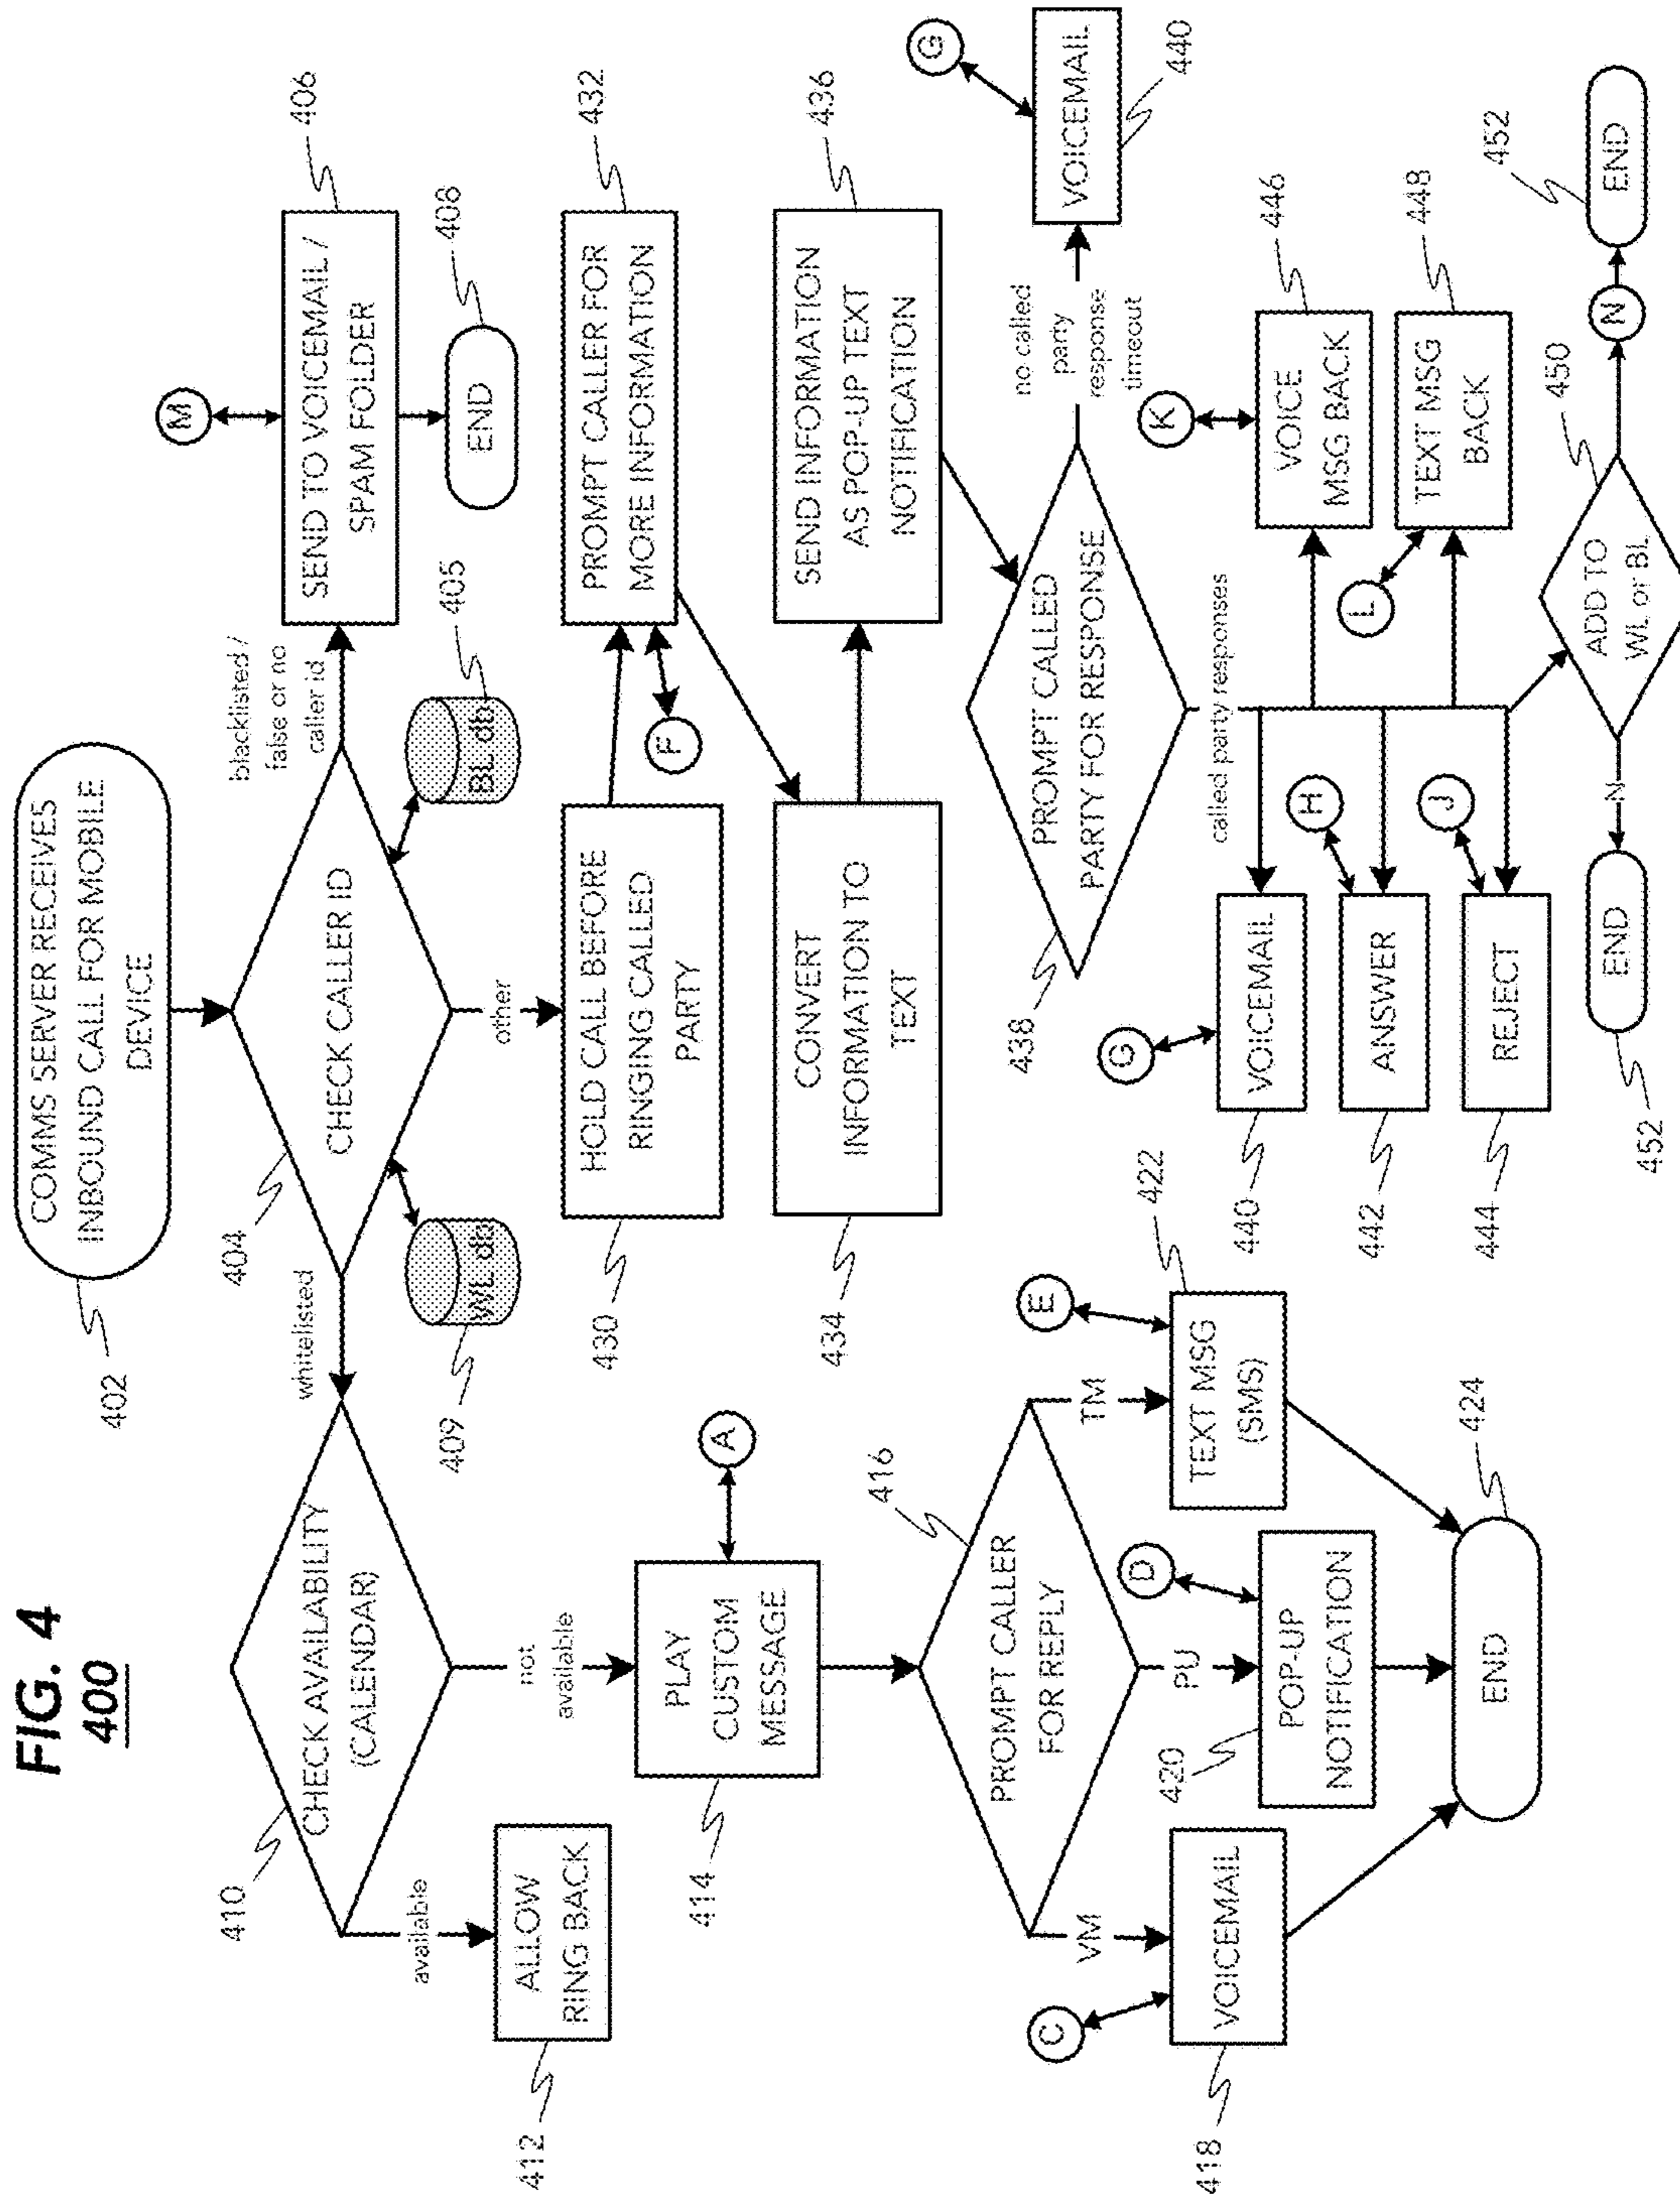 FIG. 4
400
COMMS SERVER RECEIVES
INBOUND CALL FOR MOBILE
DEVICE
402
CHECK CALLER ID
404
blacklisted /
false or no
caller id
BL db
405
M
SEND TO VOICEMAIL /
SPAM FOLDER
406
END
408
whitelisted
WL db
409
CHECK AVAILABILITY
(CALENDAR)
410
available
ALLOW
RING BACK
412
not
available
PLAY
CUSTOM
MESSAGE
414
A
PROMPT CALLER
FOR REPLY
416
VM
PU
TM
C
VOICEMAIL
418
D
POP-UP
NOTIFICATION
420
E
TEXT MSG
(SMS)
422
END
424
other
HOLD CALL BEFORE
RINGING CALLED
PARTY
430
F
PROMPT CALLER FOR
MORE INFORMATION
432
CONVERT
INFORMATION TO
TEXT
434
SEND INFORMATION
AS POP-UP TEXT
NOTIFICATION
436
PROMPT CALLED
PARTY FOR RESPONSE
438
no called
party
response
timeout
G
VOICEMAIL
440
called party responses
G
VOICEMAIL
440
H
ANSWER
442
J
REJECT
444
K
VOICE
MSG BACK
446
L
TEXT MSG
BACK
448
ADD TO
WL or BL
450
N
END
452
N
END
452